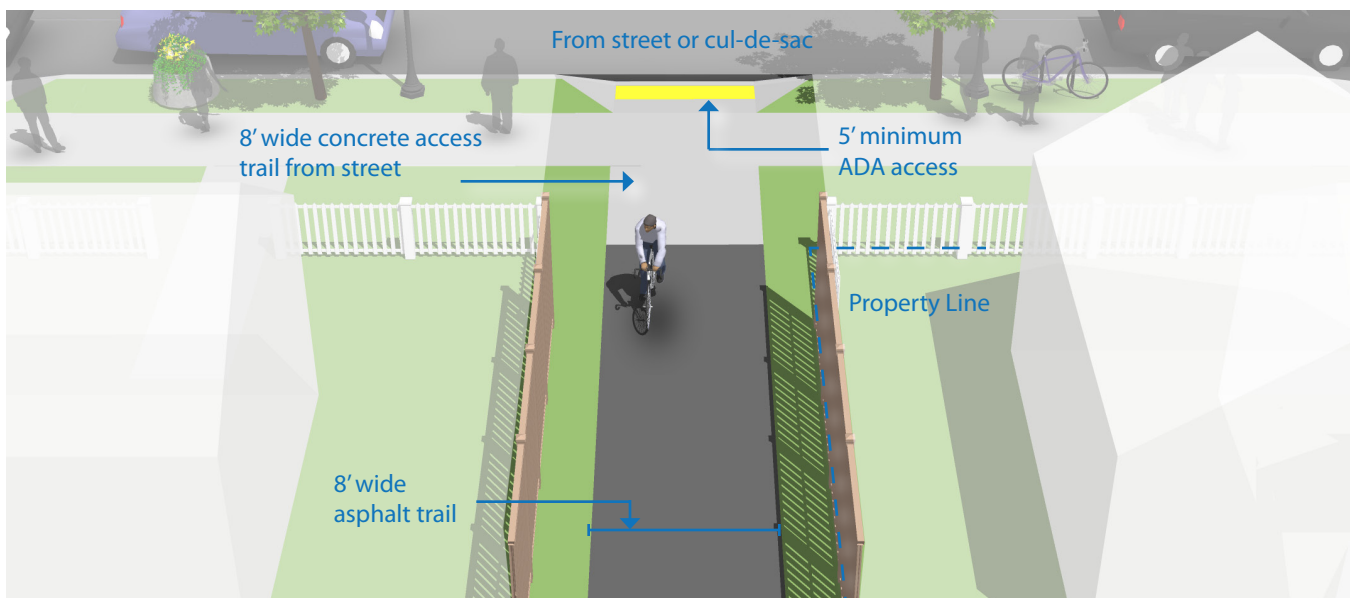 From street or cul-de-sac
8’ wide concrete access
trail from street
5’ minimum
ADA access
Property Line
8’ wide
asphalt trail